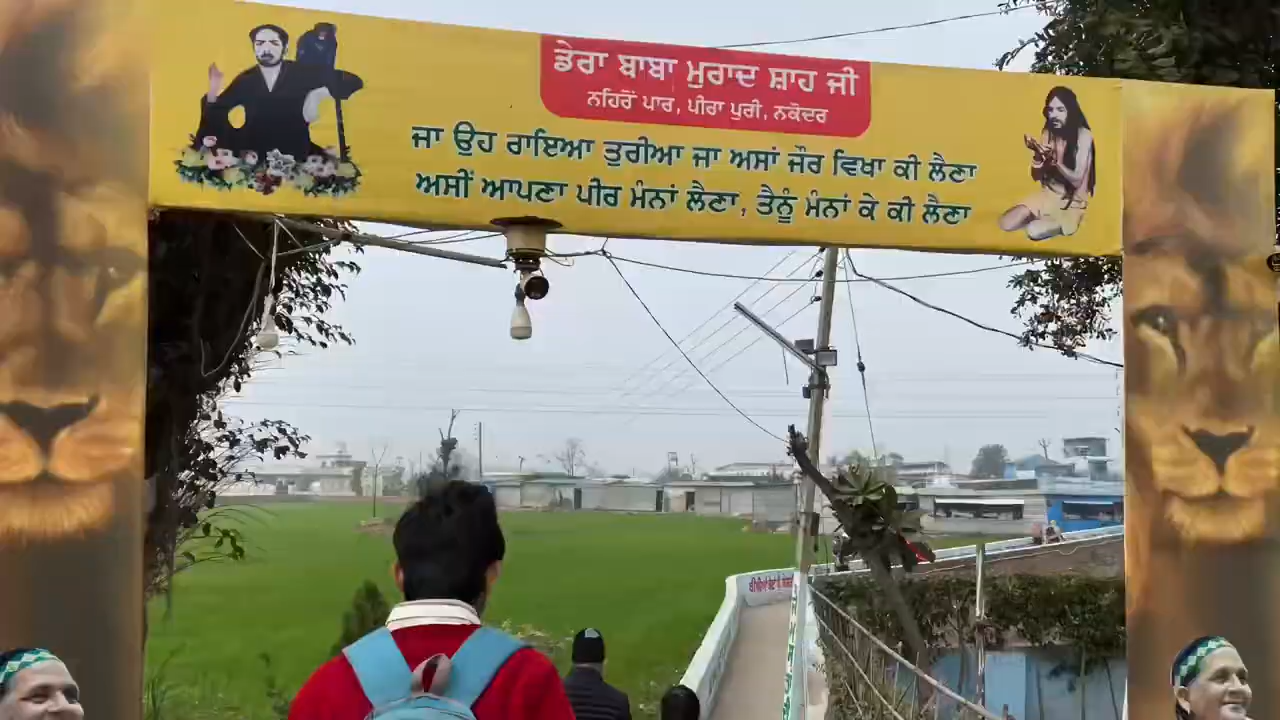 ਡੇਰਾ ਬਾਬਾ ਮੁਰਾਦ ਸ਼ਾਹ ਜੀ
ਨਹਿਰੋਂ ਪਾਰ, ਪੀਰਾ ਪੁਰੀ, ਨਕੋਦਰ
ਜਾ ਉਹ ਰਾਇਆ ਤੁਰੀਆ ਜਾ ਅਸਾਂ ਜੌਰ ਵਿਖਾ ਕੀ ਲੈਣਾ
ਅਸੀਂ ਆਪਣਾ ਪੀਰ ਮੰਨਾਂ ਲੈਣਾ, ਤੈਨੂੰ ਮੰਨਾਂ ਕੇ ਕੀ ਲੈਣਾ